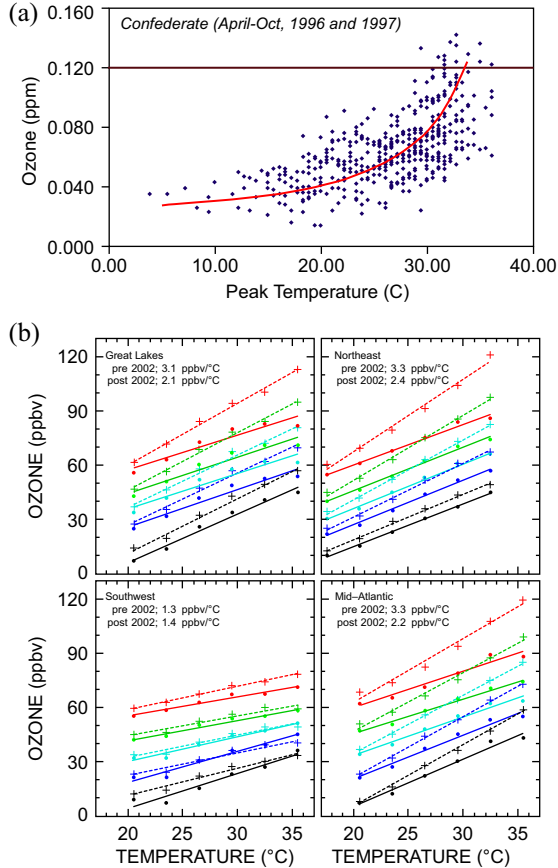 (a)
Confederate (April-Oct, 1996 and 1997)
0.160
0.120
0.080
0.040
0.000
Ozone (ppm)
0.00 10.00 20.00 30.00 40.00
Peak Temperature (C)
(b)
Great Lakes
pre 2002; 3.1 ppbv/°C
post 2002; 2.1 ppbv/°C
Northeast
pre 2002; 3.3 ppbv/°C
post 2002; 2.4 ppbv/°C
120
90
60
30
0
OZONE (ppbv)
Southwest
pre 2002; 1.3 ppbv/°C
post 2002; 1.4 ppbv/°C
Mid–Atlantic
pre 2002; 3.3 ppbv/°C
post 2002; 2.2 ppbv/°C
120
90
60
30
0
OZONE (ppbv)
20 25 30 35 20 25 30 35
TEMPERATURE (°C) TEMPERATURE (°C)